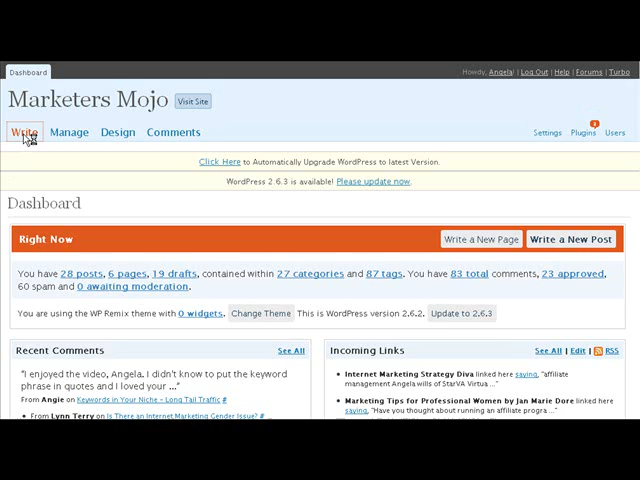 Dashboard
Howdy, Angela! | Log Out | Help | Forums | Turbo
Marketers Mojo Visit Site
Write Manage Design Comments
Settings Plugins Users
Click Here to Automatically Upgrade WordPress to latest Version.
WordPress 2.6.3 is available! Please update now.
Dashboard
Right Now
Write a New Page Write a New Post
You have 28 posts, 6 pages, 19 drafts, contained within 27 categories and 87 tags. You have 83 total comments, 23 approved,
60 spam and 0 awaiting moderation.
You are using the WP Remix theme with 0 widgets. Change Theme This is WordPress version 2.6.2. Update to 2.6.3
Recent Comments See All
"I enjoyed the video, Angela. I didn't know to put the keyword
phrase in quotes and I loved your ..."
From Angie on Keywords in Your Niche - Long Tail Traffic #
• From Lynn Terry on Is There an Internet Marketing Gender Issue? #
Incoming Links See All | Edit | RSS
• Internet Marketing Strategy Diva linked here saying, "affiliate
management Angela wills of StarVA Virtua ..."
• Marketing Tips for Professional Women by Jan Marie Dore linked here
saying, "Have you thought about running an affiliate progra ..."